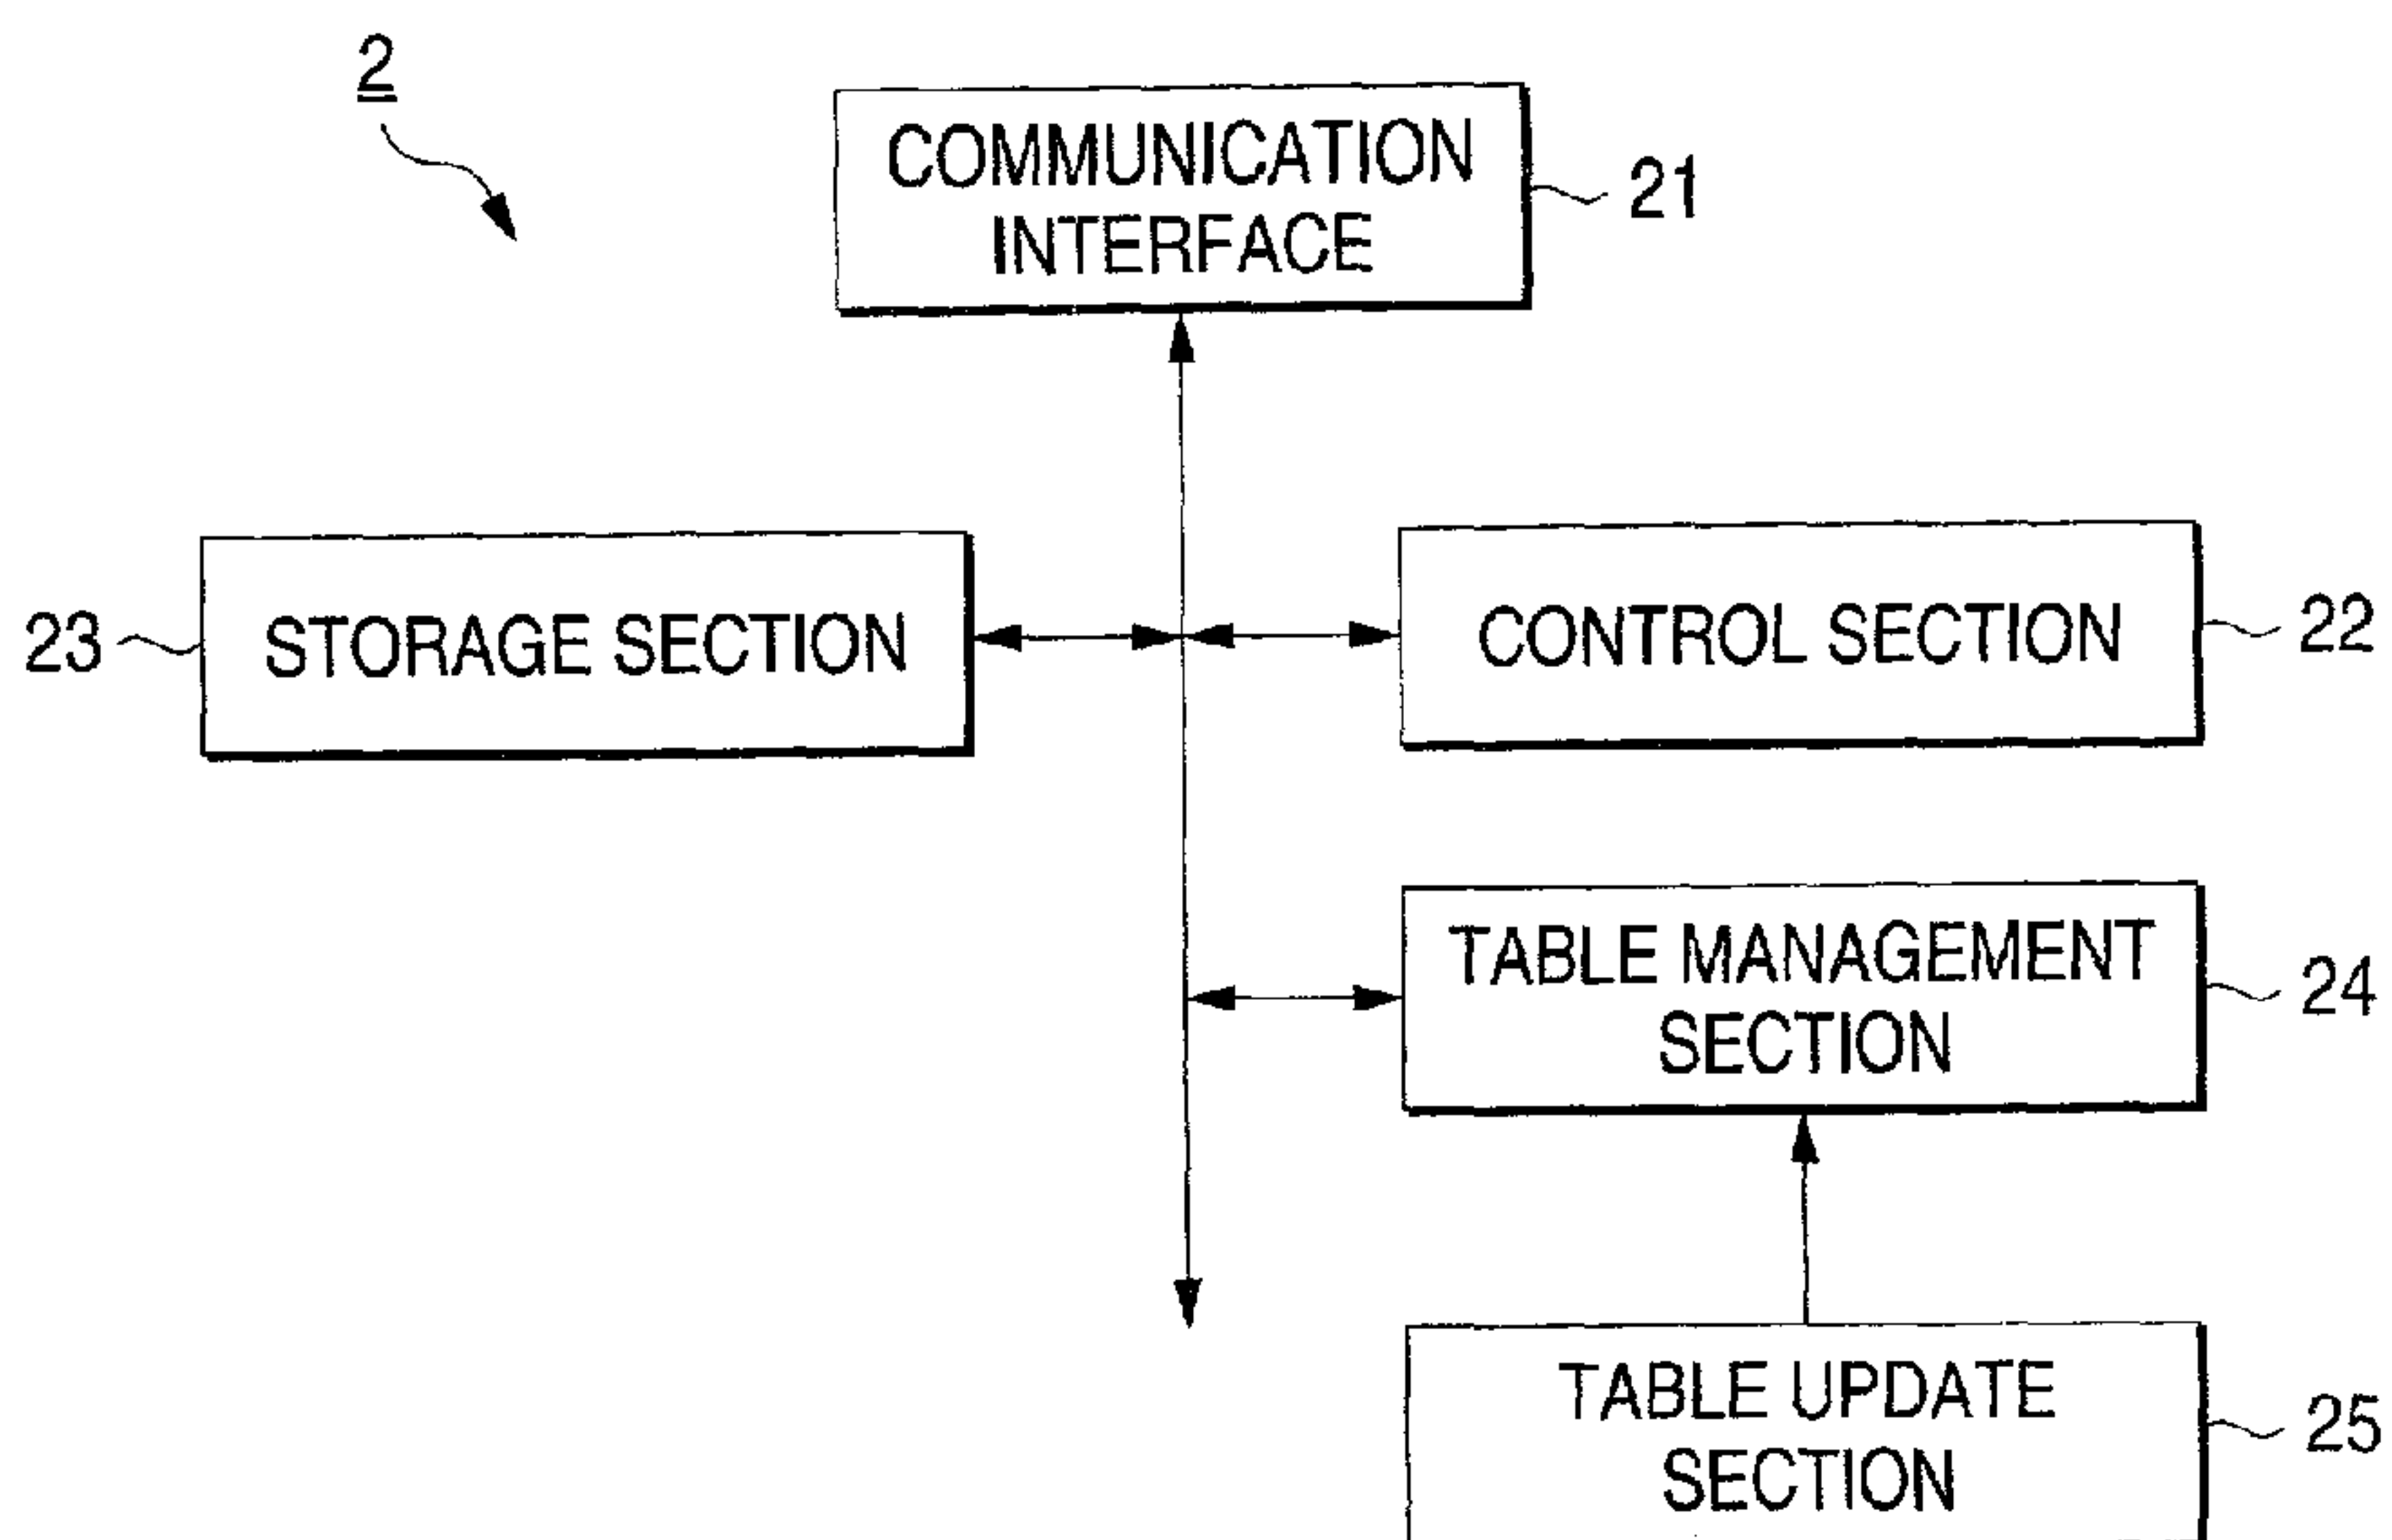 2
COMMUNICATION
INTERFACE
21
23
STORAGE SECTION
CONTROL SECTION
22
TABLE MANAGEMENT
SECTION
24
TABLE UPDATE
SECTION
25